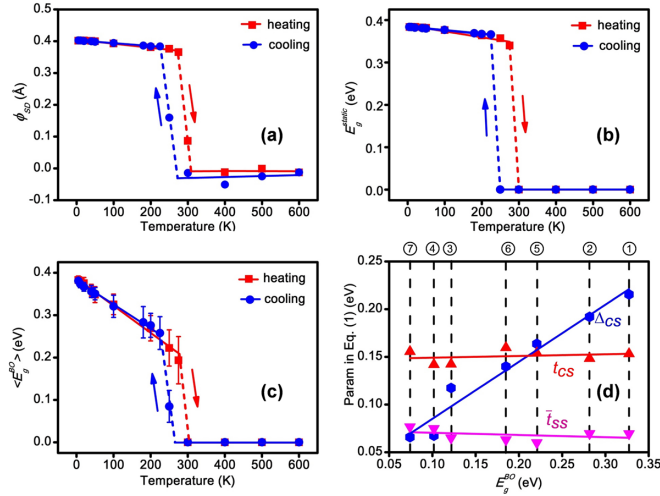 heating
cooling
ϕSD (Å)
0.5
0.4
0.3
0.2
0.1
0.0
-0.1
0 100 200 300 400 500 600
Temperature (K)
(a)
heating
cooling
Egstatic (eV)
0.4
0.3
0.2
0.1
0.0
0 100 200 300 400 500 600
Temperature (K)
(b)
heating
cooling
<EgBO> (eV)
0.4
0.2
0.0
0 100 200 300 400 500 600
Temperature (K)
(c)
⑦ ④ ③ ⑥ ⑤ ② ①
Param in Eq. (1) (eV)
0.25
0.20
0.15
0.10
0.05
ΔCS
tCS
t̄SS
(d)
0.05 0.10 0.15 0.20 0.25 0.30 0.35
EgBO (eV)